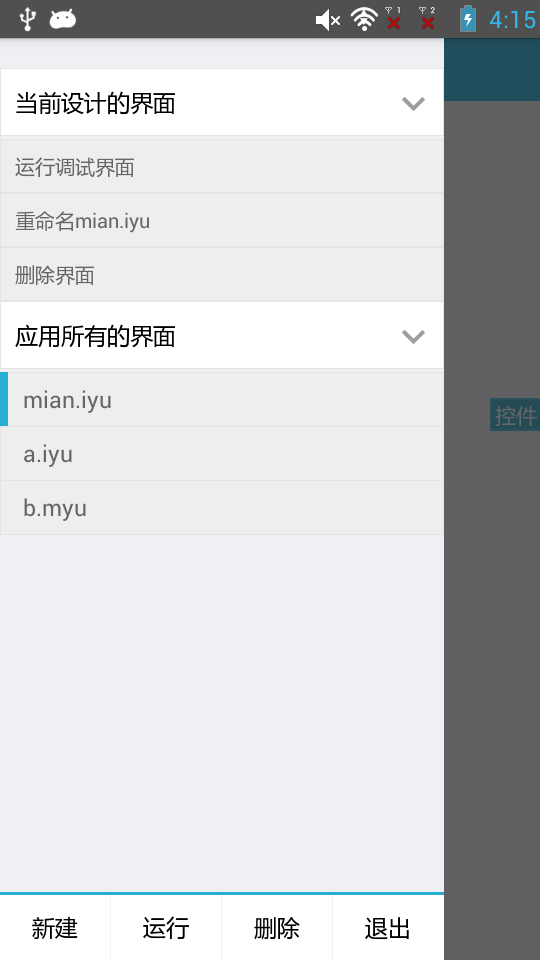 1 2 4:15
当前设计的界面
运行调试界面
重命名mian.iyu
删除界面
应用所有的界面
mian.iyu
a.iyu
b.myu
控件
新建 运行 删除 退出